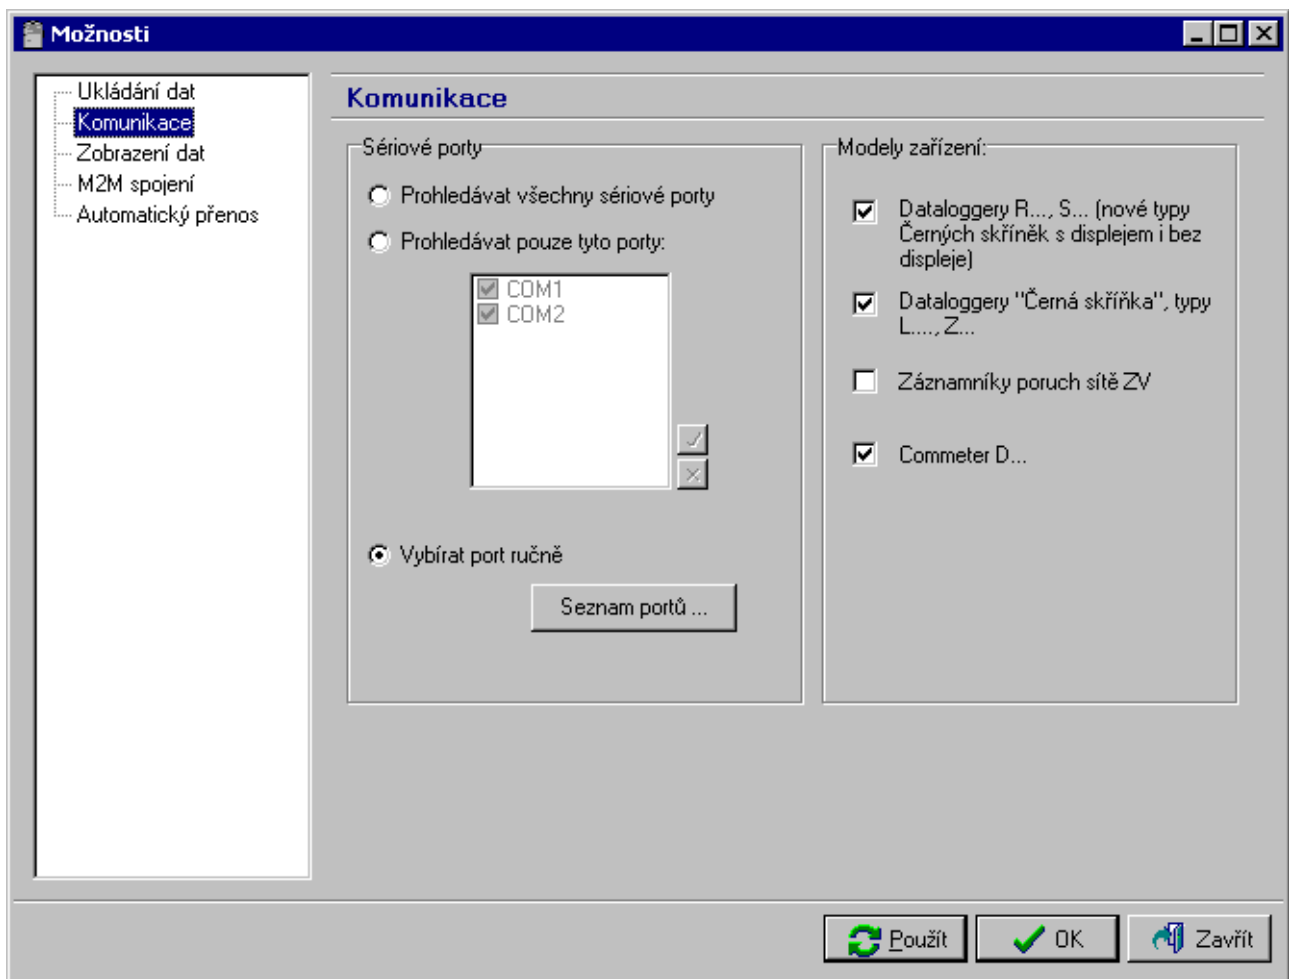 Možnosti
Ukládání dat
Komunikace
Zobrazení dat
M2M spojení
Automatický přenos
Komunikace
Sériové porty
Prohledávat všechny sériové porty
Prohledávat pouze tyto porty:
COM1
COM2
Vybírat port ručně
Seznam portů ...
Modely zařízení:
Dataloggery R..., S... (nové typy
Černých skříněk s displejem i bez
displeje)
Dataloggery "Černá skříňka", typy
L...., Z...
Záznamníky poruch sítě ZV
Commeter D...
Použít
OK
Zavřít